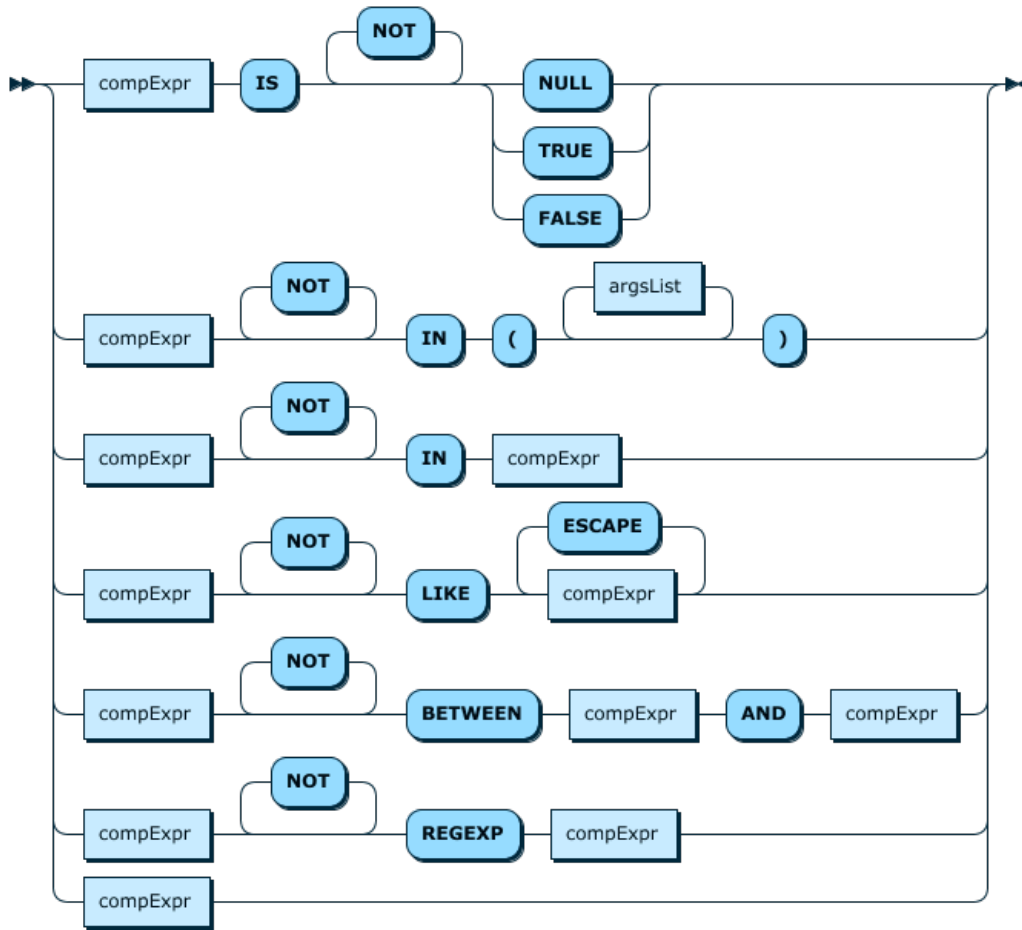 NOT
compExpr IS NULL
TRUE
FALSE
NOT argsList
compExpr IN ( )
NOT
compExpr IN compExpr
NOT ESCAPE
compExpr LIKE compExpr
NOT
compExpr BETWEEN compExpr AND compExpr
NOT
compExpr REGEXP compExpr
compExpr